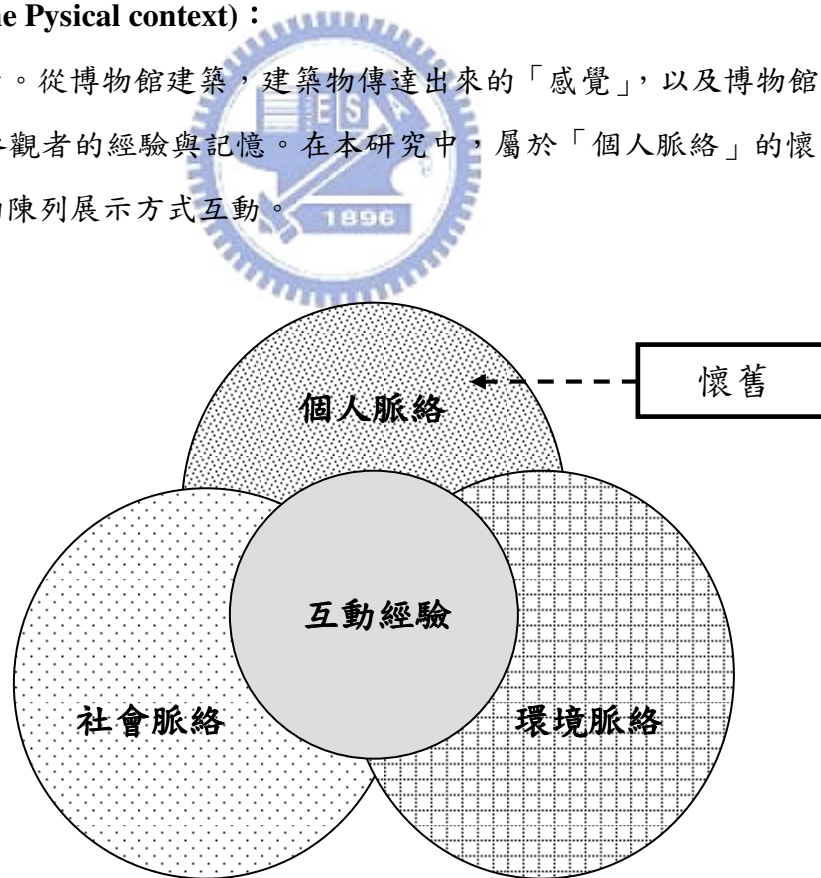 ne Pysical context)：
。從博物館建築，建築物傳達出來的「感覺」，以及博物館
觀者的經驗與記憶。在本研究中，屬於「個人脈絡」的懷
陳列展示方式互動。
E S A
1896
懷舊
個人脈絡
互動經驗
社會脈絡
環境脈絡